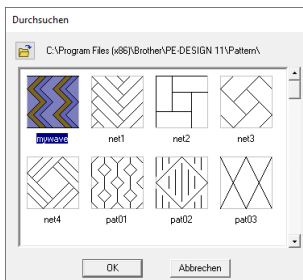 Durchsuchen
C:\Program Files (x86)\Brother\PE-DESIGN 11\Pattern\
mywave net1 net2 net3
net4 pat01 pat02 pat03
OK Abbrechen